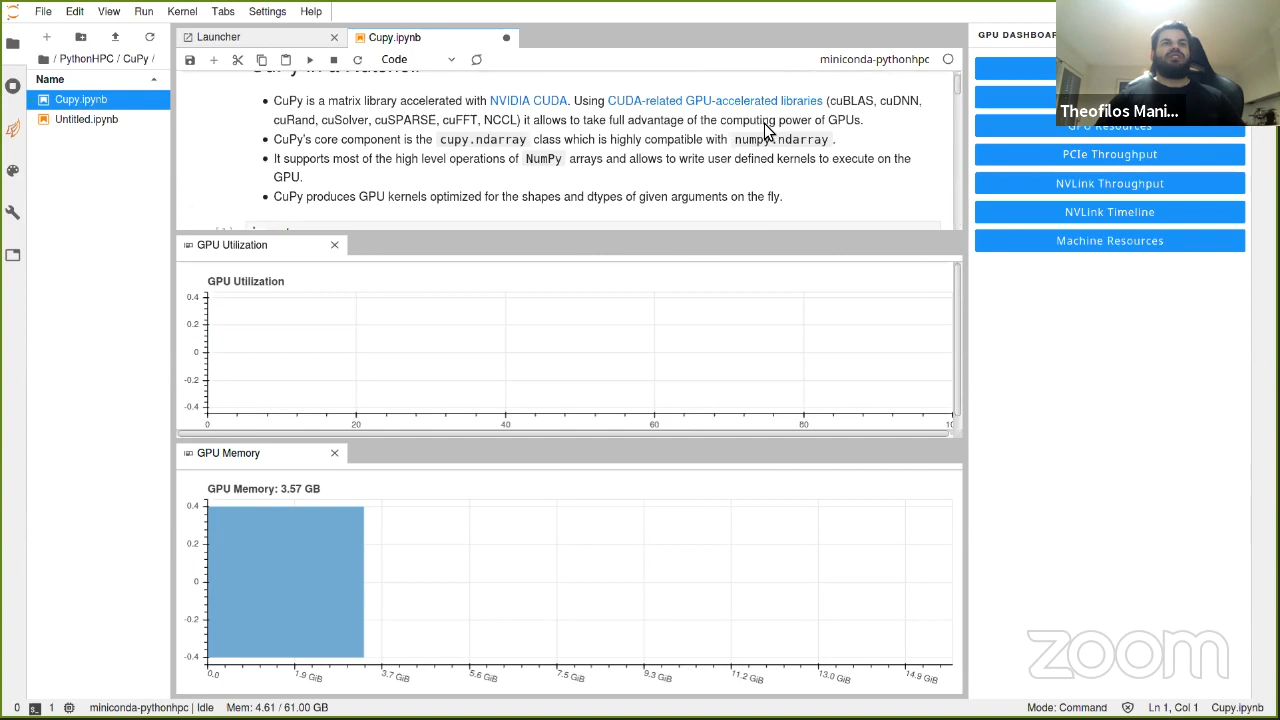 File Edit View Run Kernel Tabs Settings Help
Launcher
Cupy.ipynb
GPU DASHBOAR
Code
miniconda-pythonhpc
/ PythonHPC / CuPy /
Name
Cupy.ipynb
Untitled.ipynb
CuPy is a matrix library accelerated with NVIDIA CUDA. Using CUDA-related GPU-accelerated libraries (cuBLAS, cuDNN,
cuRand, cuSolver, cuSPARSE, cuFFT, NCCL) it allows to take full advantage of the computing power of GPUs.
CuPy's core component is the cupy.ndarray class which is highly compatible with numpy.ndarray .
It supports most of the high level operations of NumPy arrays and allows to write user defined kernels to execute on the
GPU.
CuPy produces GPU kernels optimized for the shapes and dtypes of given arguments on the fly.
Theofilos Mani...
GPU Resources
PCIe Throughput
NVLink Throughput
NVLink Timeline
Machine Resources
GPU Utilization
GPU Utilization
0.4
0.2
0
-0.2
-0.4
0 20 40 60 80 10
GPU Memory
GPU Memory: 3.57 GB
0.4
0.2
0
-0.2
-0.4
0.0 1.9 GiB 3.7 GiB 5.6 GiB 7.5 GiB 9.3 GiB 11.2 GiB 13.0 GiB 14.9 GiB
zoom
0 1 miniconda-pythonhpc | Idle Mem: 4.61 / 61.00 GB
Mode: Command Ln 1, Col 1 Cupy.ipynb